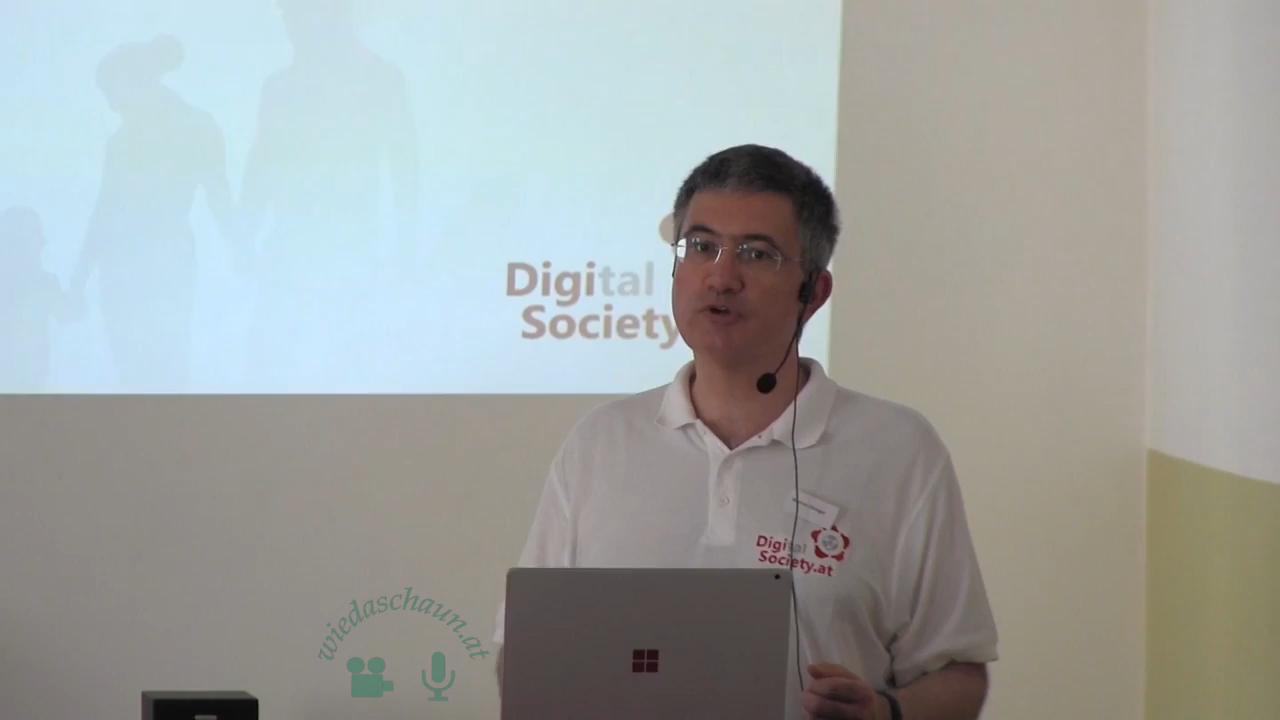 Digital
Society
Digital
Society.at
wiedaschaun.at